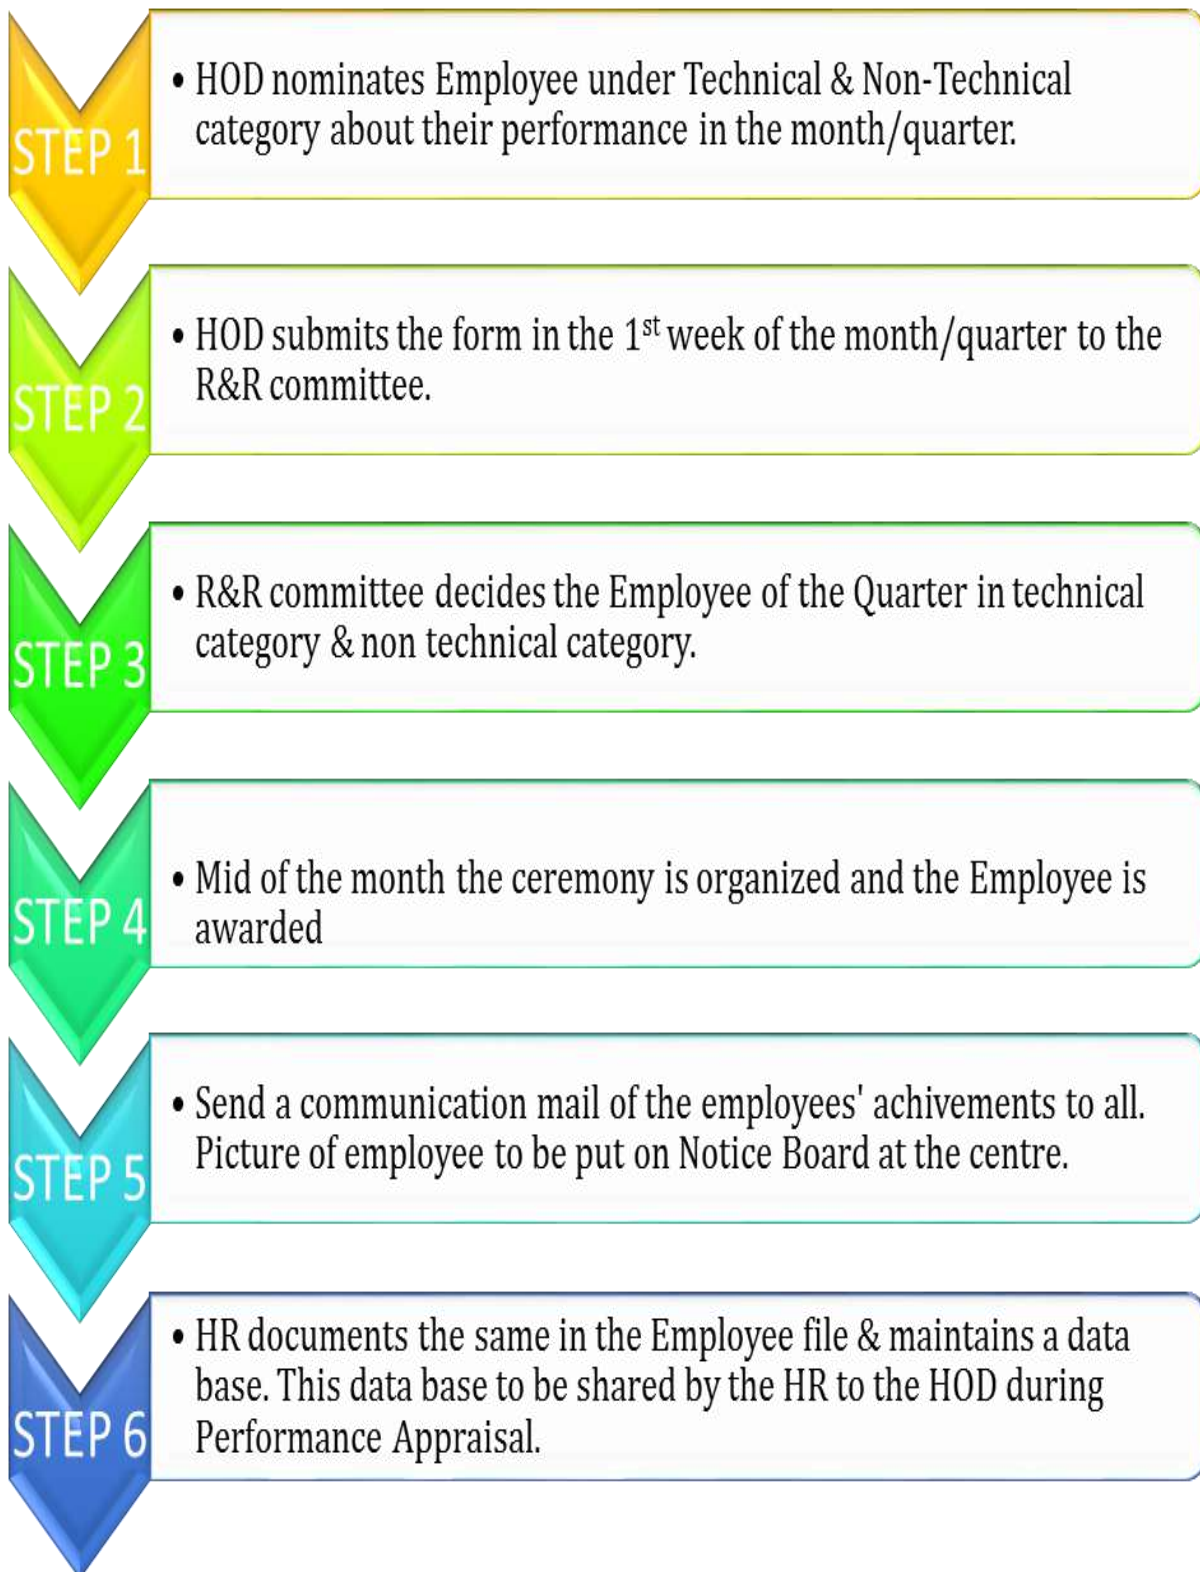 STEP 1
• HOD nominates Employee under Technical & Non-Technical
category about their performance in the month/quarter.
STEP 2
• HOD submits the form in the 1st week of the month/quarter to the
R&R committee.
STEP 3
• R&R committee decides the Employee of the Quarter in technical
category & non technical category.
STEP 4
• Mid of the month the ceremony is organized and the Employee is
awarded
STEP 5
• Send a communication mail of the employees' achivements to all.
Picture of employee to be put on Notice Board at the centre.
STEP 6
• HR documents the same in the Employee file & maintains a data
base. This data base to be shared by the HR to the HOD during
Performance Appraisal.